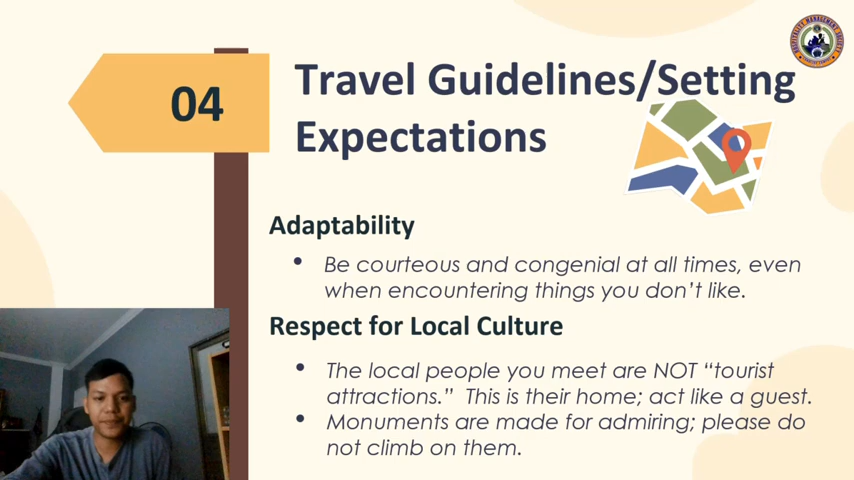 04
Travel Guidelines/Setting
Expectations
Adaptability
• Be courteous and congenial at all times, even
when encountering things you don’t like.
Respect for Local Culture
• The local people you meet are NOT “tourist
attractions.” This is their home; act like a guest.
• Monuments are made for admiring; please do
not climb on them.